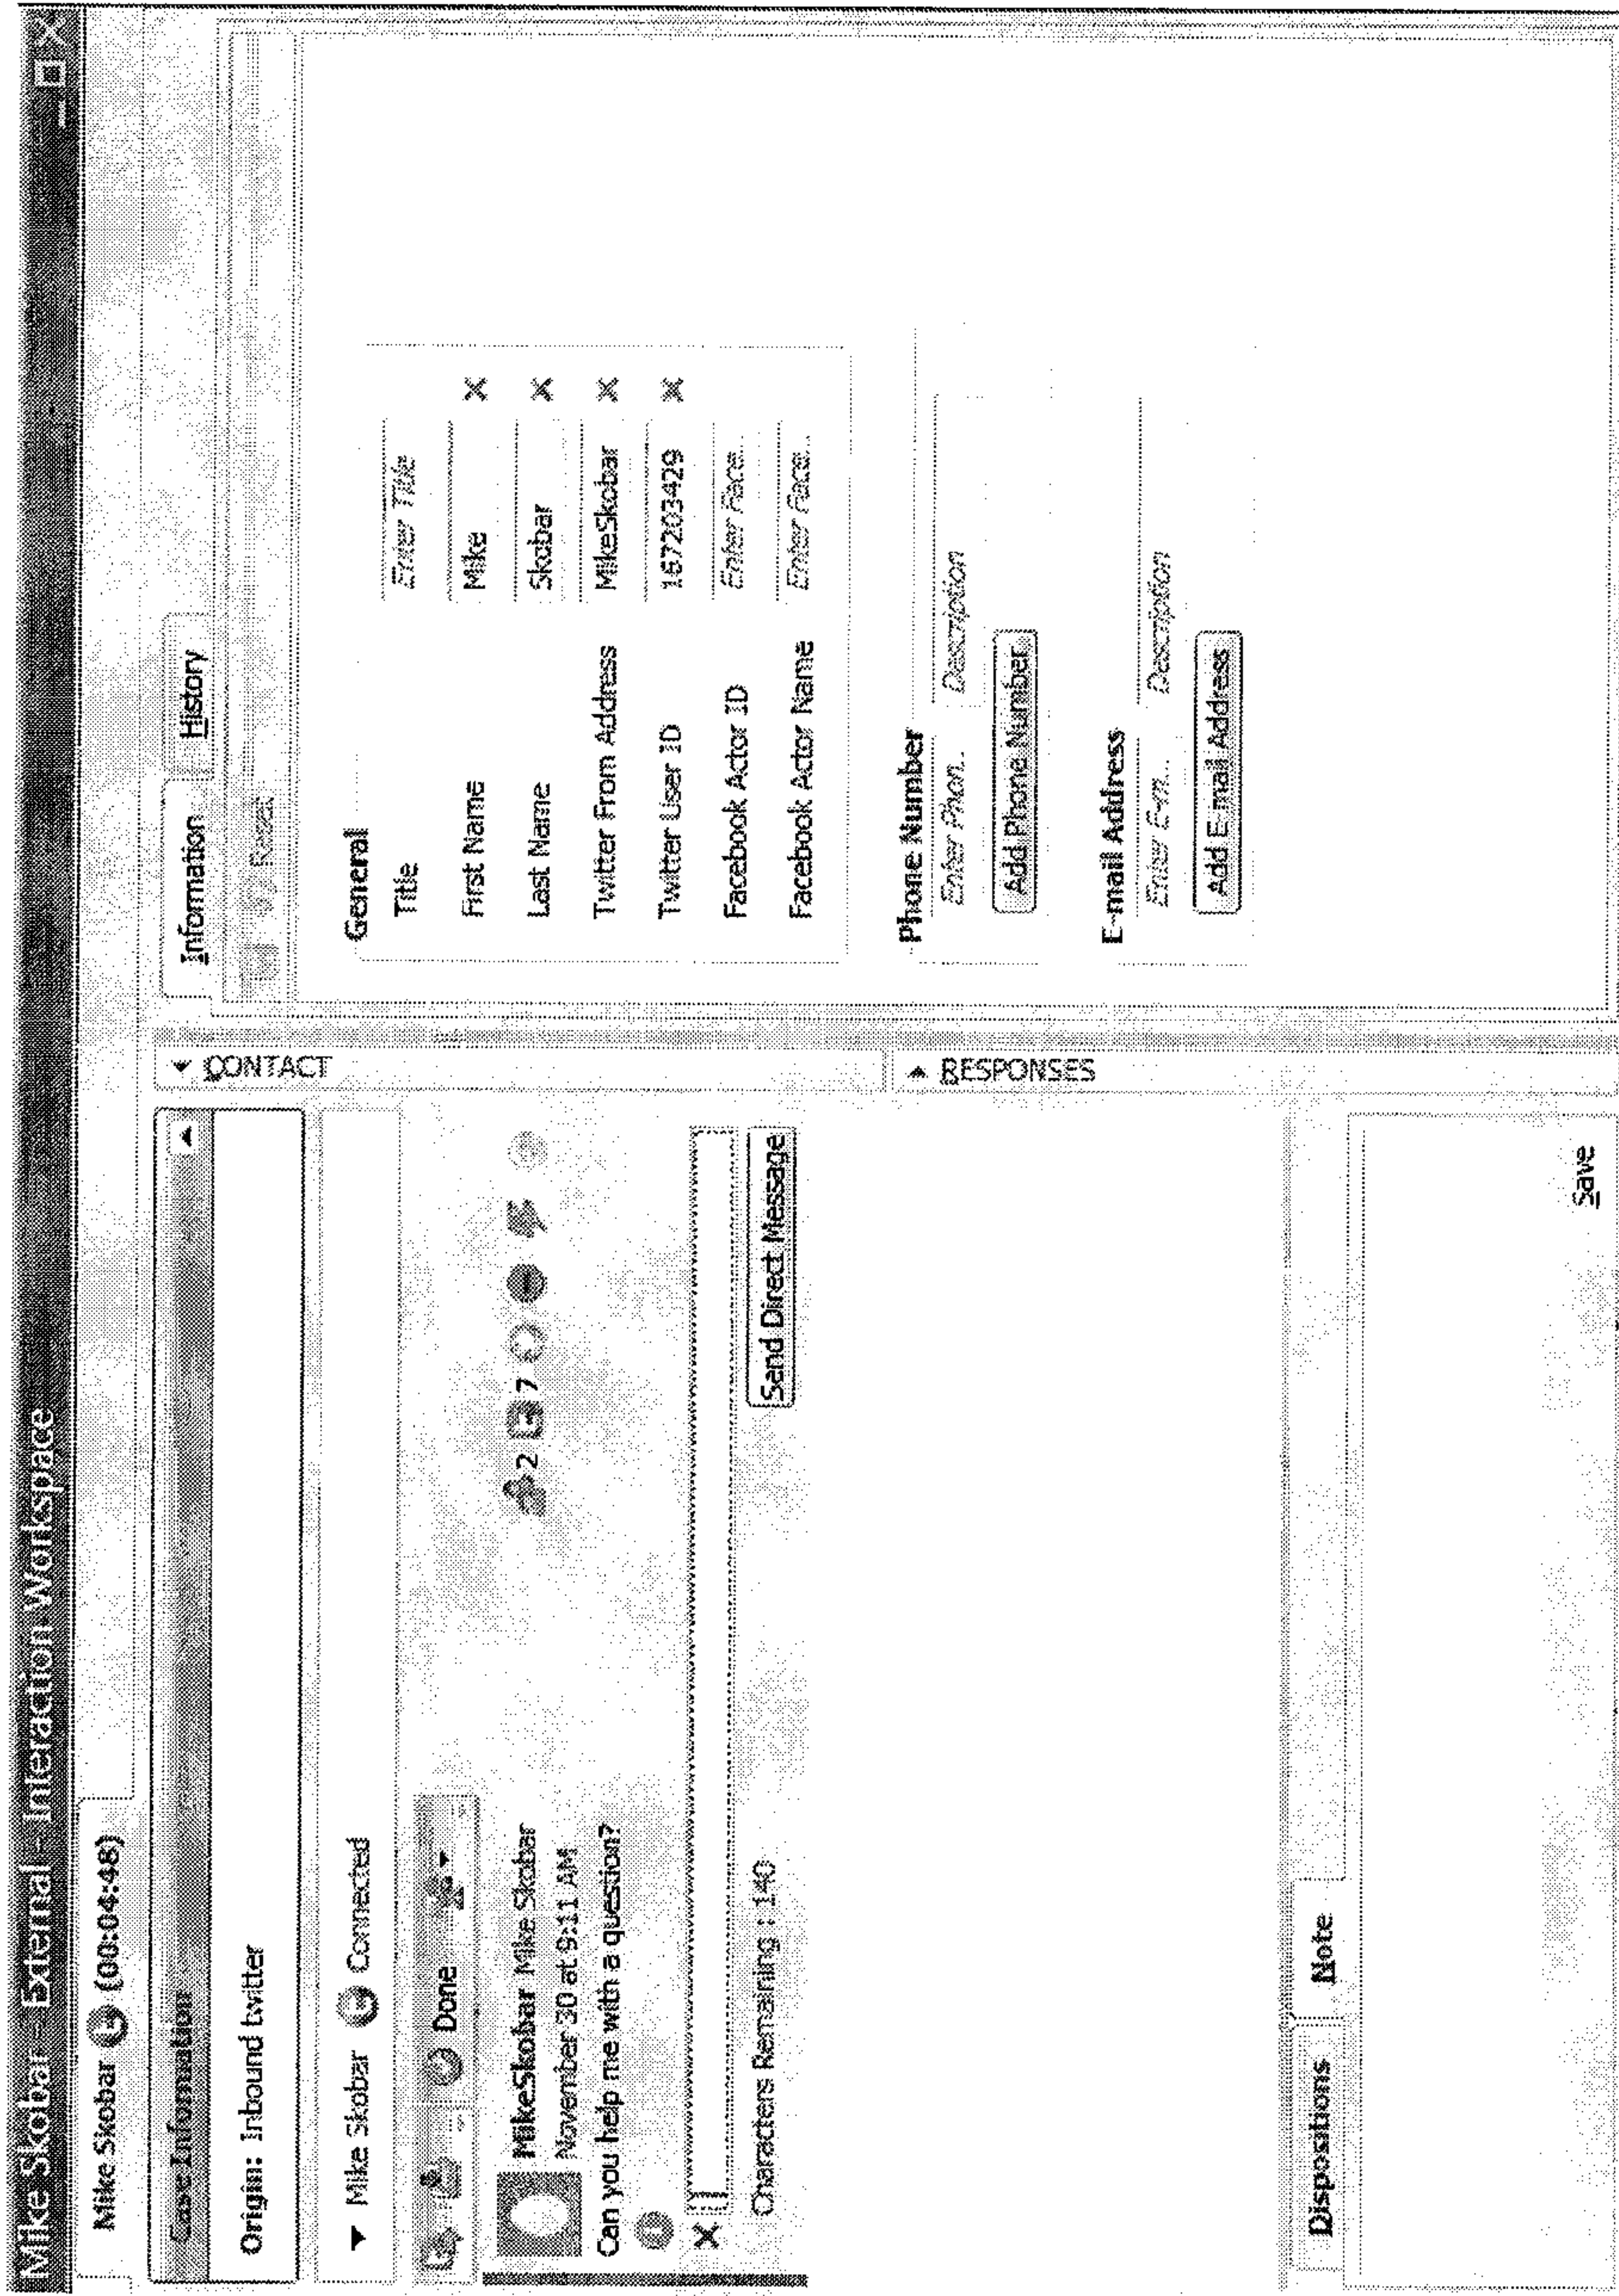 Mike Skobar - External - Interaction Workspace
Mike Skobar (00:04:48)
Case Information
Origin: Inbound twitter
Mike Skobar Connected
Done
MikeSkobar Mike Skobar
November 30 at 9:11 AM
2 7
Can you help me with a question?
Characters Remaining : 140
Send Direct Message
Dispositions Note
Save
CONTACT
RESPONSES
Information History
Reset
General
Title Enter Title
First Name Mike X
Last Name Skobar X
Twitter From Address MikeSkobar X
Twitter User ID 167203429 X
Facebook Actor ID Enter Face...
Facebook Actor Name Enter Face...
Phone Number
Enter Phon... Description
Add Phone Number
E-mail Address
Enter E-m... Description
Add E-mail Address